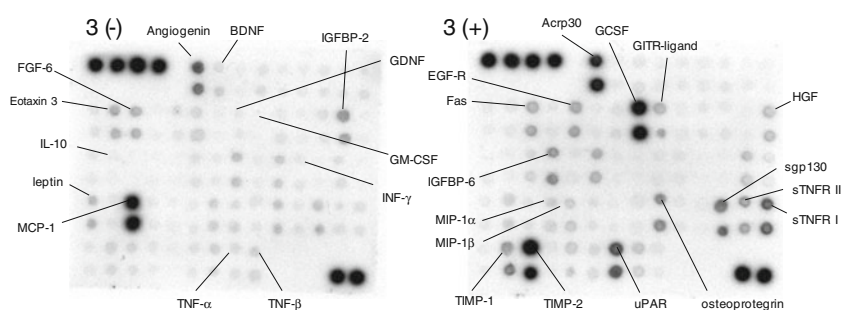 3 (-)
Angiogenin
BDNF
IGFBP-2
FGF-6
GDNF
Eotaxin 3
IL-10
GM-CSF
leptin
INF-γ
MCP-1
TNF-α
TNF-β
3 (+)
Acrp30
GCSF
GITR-ligand
EGF-R
Fas
HGF
IGFBP-6
sgp130
sTNFR II
MIP-1α
sTNFR I
MIP-1β
TIMP-1
TIMP-2
uPAR
osteoprotegrin